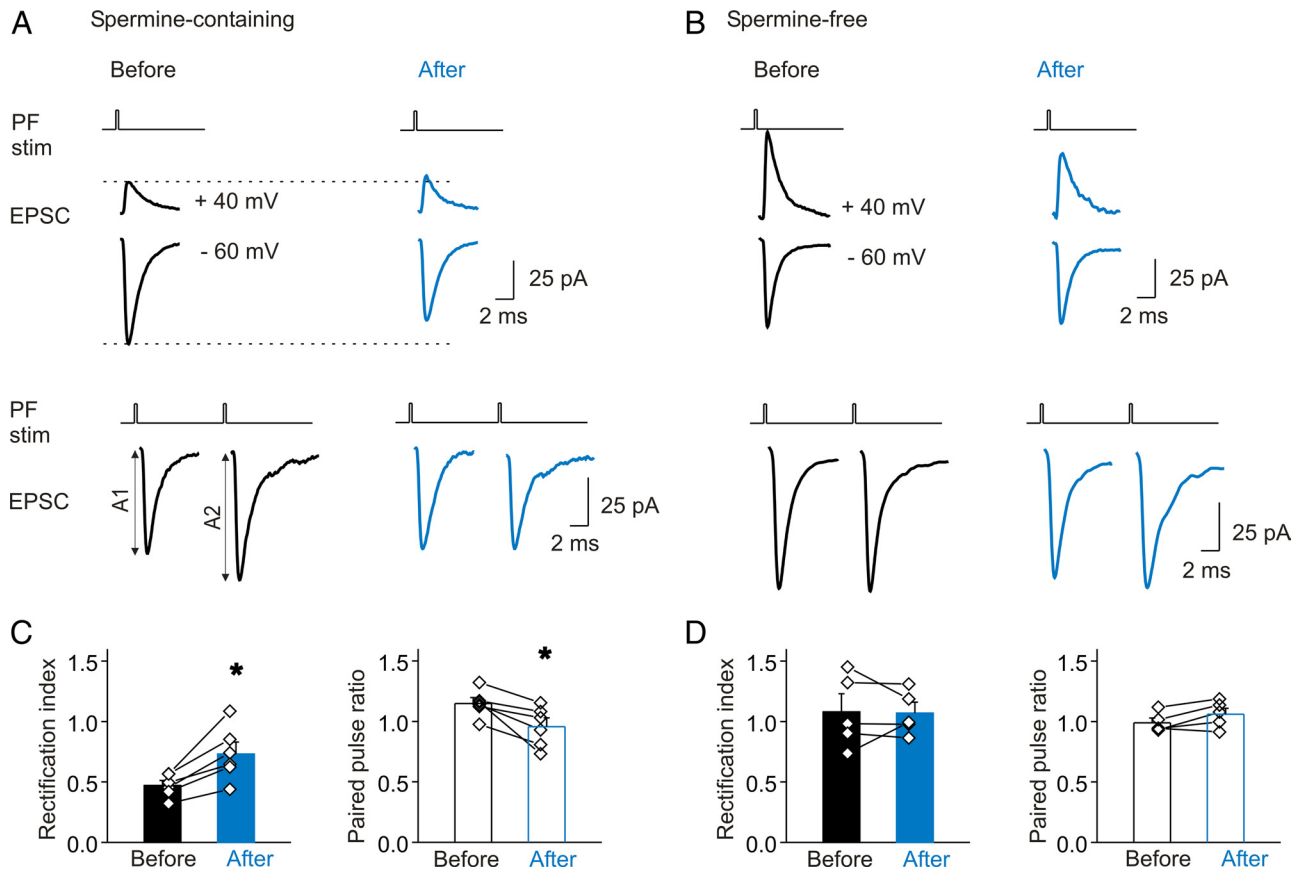 A Spermine-containing
B Spermine-free
Before After
Before After
PF
stim
EPSC
+ 40 mV
- 60 mV
25 pA
2 ms
+ 40 mV
- 60 mV
25 pA
2 ms
PF
stim
EPSC
A1
A2
25 pA
2 ms
25 pA
2 ms
C
Rectification index
1.5
1.0
0.5
0.0
*
Before After
Paired pulse ratio
1.5
1.0
0.5
0.0
*
Before After
D
Rectification index
1.5
1.0
0.5
0.0
Before After
Paired pulse ratio
1.5
1.0
0.5
0.0
Before After